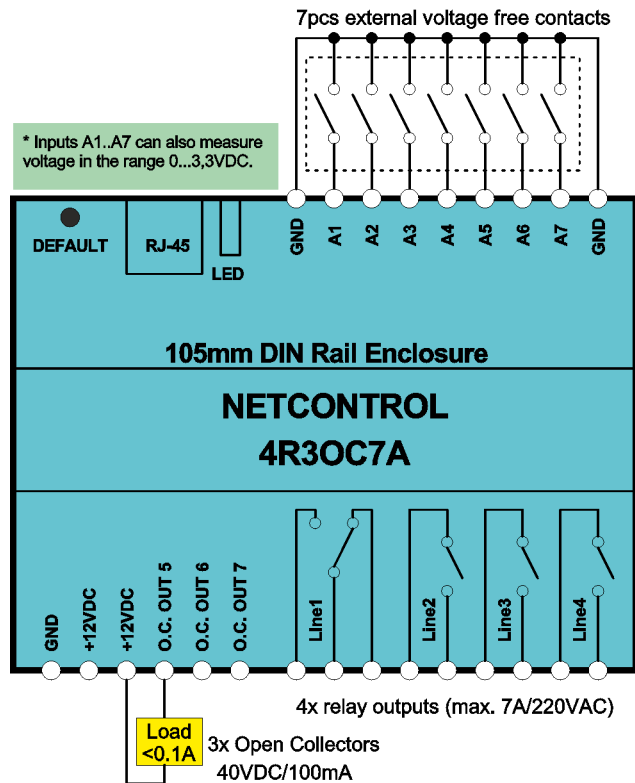 7pcs external voltage free contacts
* Inputs A1..A7 can also measure
voltage in the range 0...3,3VDC.
DEFAULT
RJ-45
LED
GND
A1
A2
A3
A4
A5
A6
A7
GND
105mm DIN Rail Enclosure
NETCONTROL
4R3OC7A
GND
+12VDC
+12VDC
O.C. OUT 5
O.C. OUT 6
O.C. OUT 7
Line1
Line2
Line3
Line4
4x relay outputs (max. 7A/220VAC)
Load
<0.1A
3x Open Collectors
40VDC/100mA